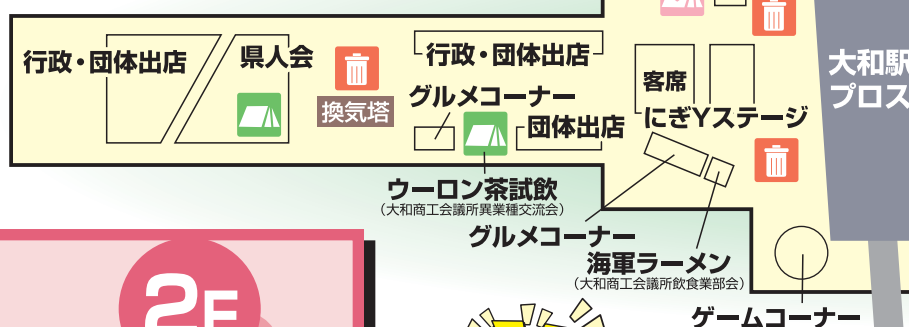 行政・団体出店
県人会
換気塔
行政・団体出店
グルメコーナー
団体出店
客席
にぎYステージ
大和駅
プロス
ウーロン茶試飲
（大和商工会議所異業種交流会）
グルメコーナー
海軍ラーメン
（大和商工会議所飲食業部会）
ゲームコーナー
2F